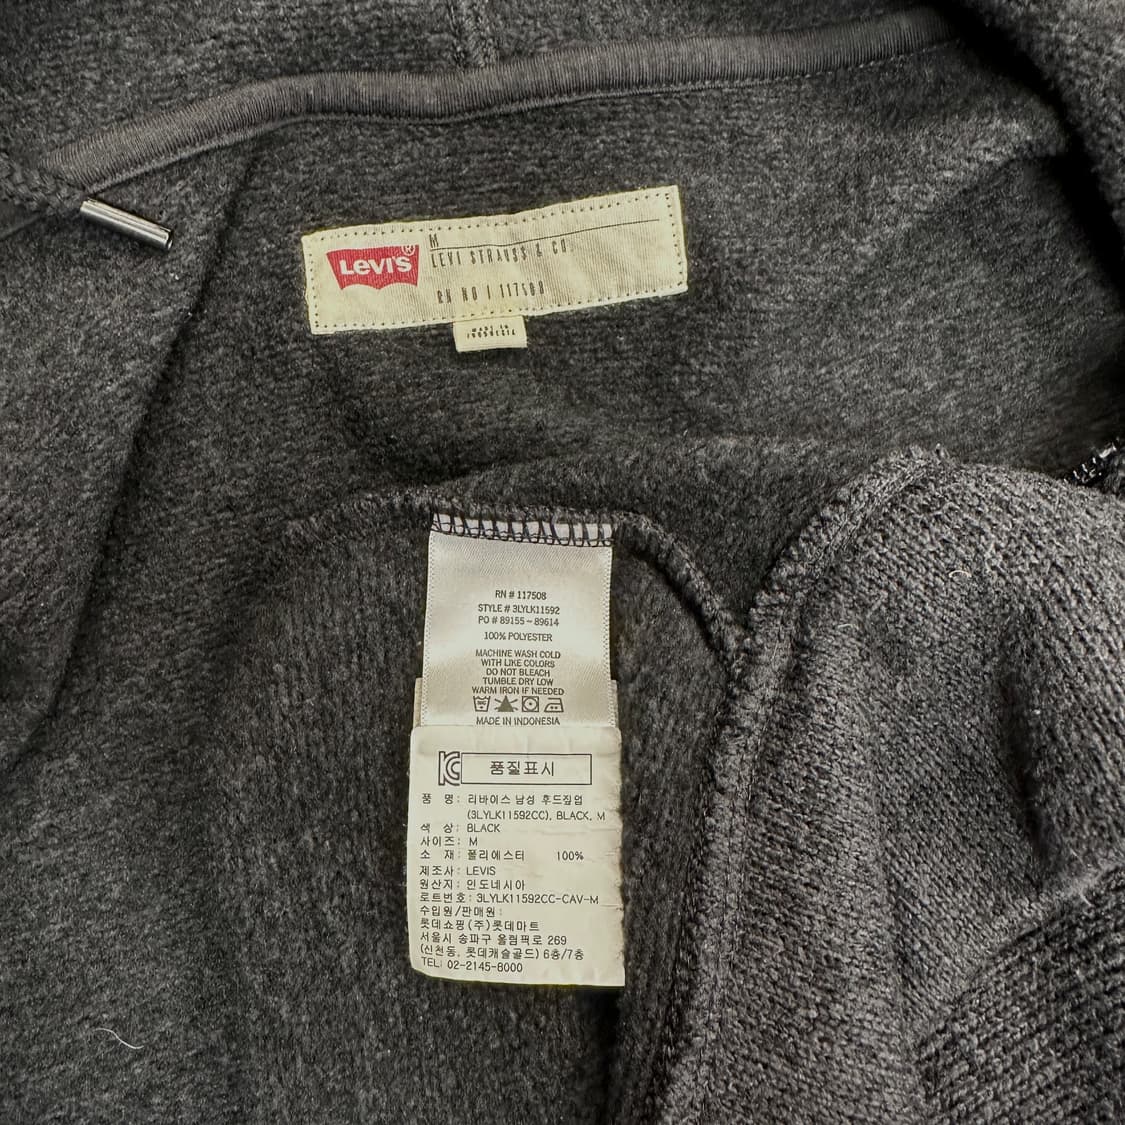 M
LEVI'S®
LEVI STRAUSS & CO
RN NO | 117508
MADE IN
RN # 117508
STYLE # 3LYLK11592
PO # 89155~89614
100% POLYESTER
MACHINE WASH COLD
WITH LIKE COLORS
DO NOT BLEACH
TUMBLE DRY LOW
WARM IRON IF NEEDED
MADE IN INDONESIA
KC 품질표시
품 명: 리바이스 남성 후드짚업
(3LYLK11592CC), BLACK, M
색 상: BLACK
사이즈: M
소 재: 폴리에스터 100%
제조사: LEVIS
원산지: 인도네시아
로트번호: 3LYLK11592CC-CAV-M
수입원/판매원:
롯데쇼핑(주)롯데마트
서울시 송파구 올림픽로 269
(신천동, 롯데캐슬골드) 6층/7층
TEL: 02-2145-8000